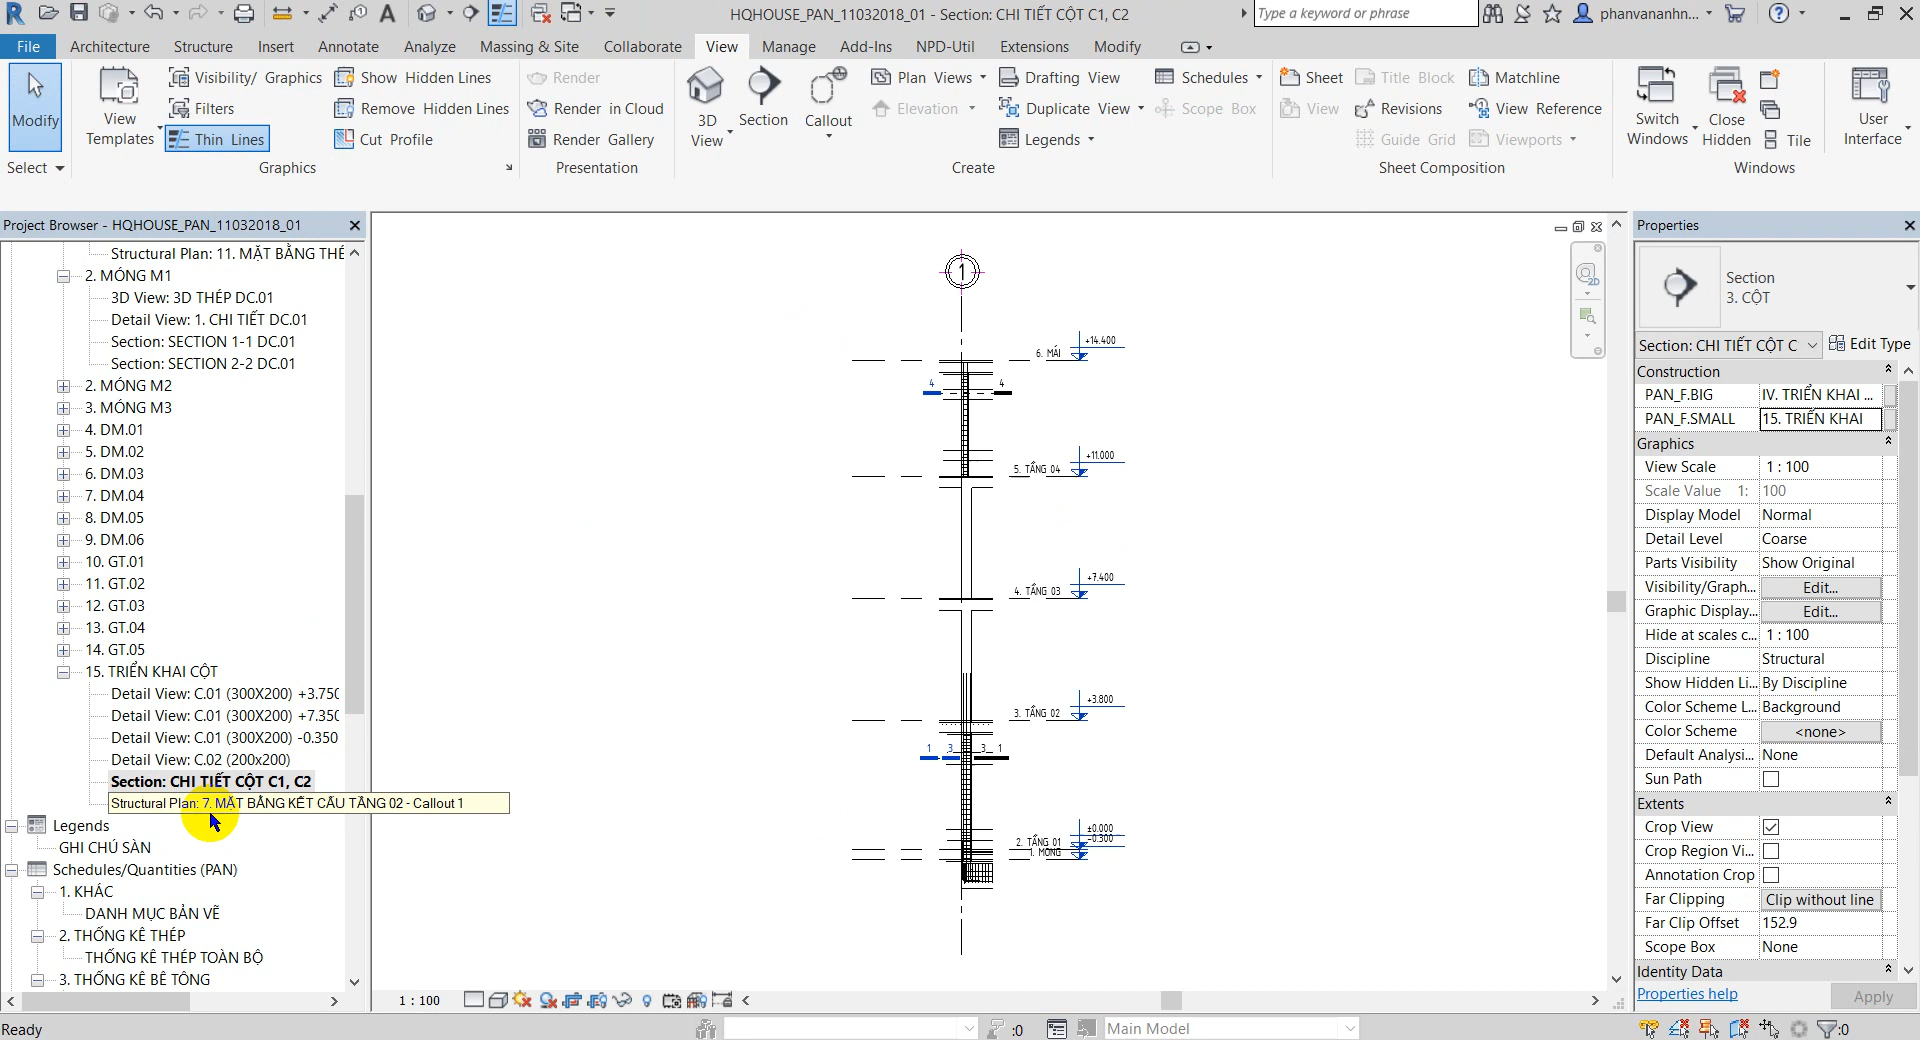 HQHOUSE_PAN_11032018_01 - Section: CHI TIẾT CỘT C1, C2
Type a keyword or phrase
phanvananhn...
File Architecture Structure Insert Annotate Analyze Massing & Site Collaborate View Manage Add-Ins NPD-Util Extensions Modify
Modify
Select
View Templates
Visibility/ Graphics
Filters
Thin Lines
Show Hidden Lines
Remove Hidden Lines
Cut Profile
Graphics
Render
Render in Cloud
Render Gallery
Presentation
3D View
Section
Callout
Plan Views
Elevation
Drafting View
Duplicate View
Legends
Schedules
Scope Box
Create
Sheet
View
Title Block
Revisions
Guide Grid
Matchline
View Reference
Viewports
Sheet Composition
Switch Windows
Close Hidden
Tile
Windows
User Interface
Project Browser - HQHOUSE_PAN_11032018_01
Structural Plan: 11. MẶT BẰNG THÉ
2. MÓNG M1
3D View: 3D THÉP DC.01
Detail View: 1. CHI TIẾT DC.01
Section: SECTION 1-1 DC.01
Section: SECTION 2-2 DC.01
2. MÓNG M2
3. MÓNG M3
4. DM.01
5. DM.02
6. DM.03
7. DM.04
8. DM.05
9. DM.06
10. GT.01
11. GT.02
12. GT.03
13. GT.04
14. GT.05
15. TRIỂN KHAI CỘT
Detail View: C.01 (300X200) +3.750
Detail View: C.01 (300X200) +7.350
Detail View: C.01 (300X200) -0.350
Detail View: C.02 (200x200)
Section: CHI TIẾT CỘT C1, C2
Structural Plan: 7. MẶT BẰNG KẾT CẤU TẦNG 02 - Callout 1
Legends
GHI CHÚ SÀN
Schedules/Quantities (PAN)
1. KHÁC
DANH MỤC BẢN VẼ
2. THỐNG KÊ THÉP
THỐNG KÊ THÉP TOÀN BỘ
3. THỐNG KÊ BÊ TÔNG
1
6. MÁI +14.400
4 4
5. TẦNG 04 +11.000
4. TẦNG 03 +7.400
3. TẦNG 02 +3.800
1 3 3 1
±0.000
2. TẦNG 01 -0.300
1. MÓNG
2D
1 : 100
Properties
Section
3. CỘT
Section: CHI TIẾT CỘT C
Edit Type
Construction
PAN_F.BIG IV. TRIỂN KHAI ...
PAN_F.SMALL 15. TRIỂN KHAI
Graphics
View Scale 1 : 100
Scale Value 1: 100
Display Model Normal
Detail Level Coarse
Parts Visibility Show Original
Visibility/Graph... Edit...
Graphic Display... Edit...
Hide at scales c... 1 : 100
Discipline Structural
Show Hidden Li... By Discipline
Color Scheme L... Background
Color Scheme <none>
Default Analysi... None
Sun Path
Extents
Crop View
Crop Region Vi...
Annotation Crop
Far Clipping Clip without line
Far Clip Offset 152.9
Scope Box None
Identity Data
Properties help
Apply
Ready
:0
Main Model
:0